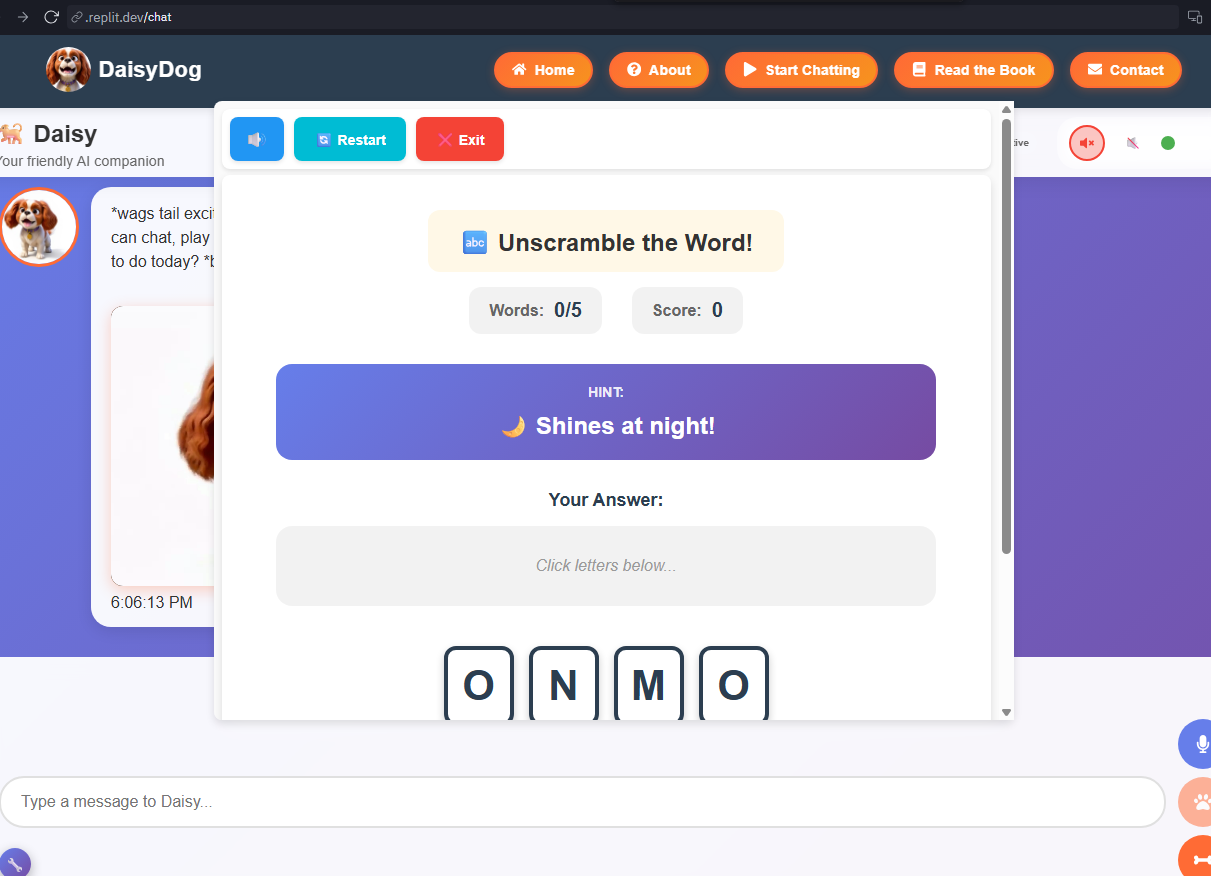 .replit.dev/chat
DaisyDog
Home
About
Start Chatting
Read the Book
Contact
Daisy
Your friendly AI companion
Restart
Exit
tive
*wags tail excit
can chat, play
to do today? *b
6:06:13 PM
abc Unscramble the Word!
Words: 0/5
Score: 0
HINT:
Shines at night!
Your Answer:
Click letters below...
O N M O
Type a message to Daisy...